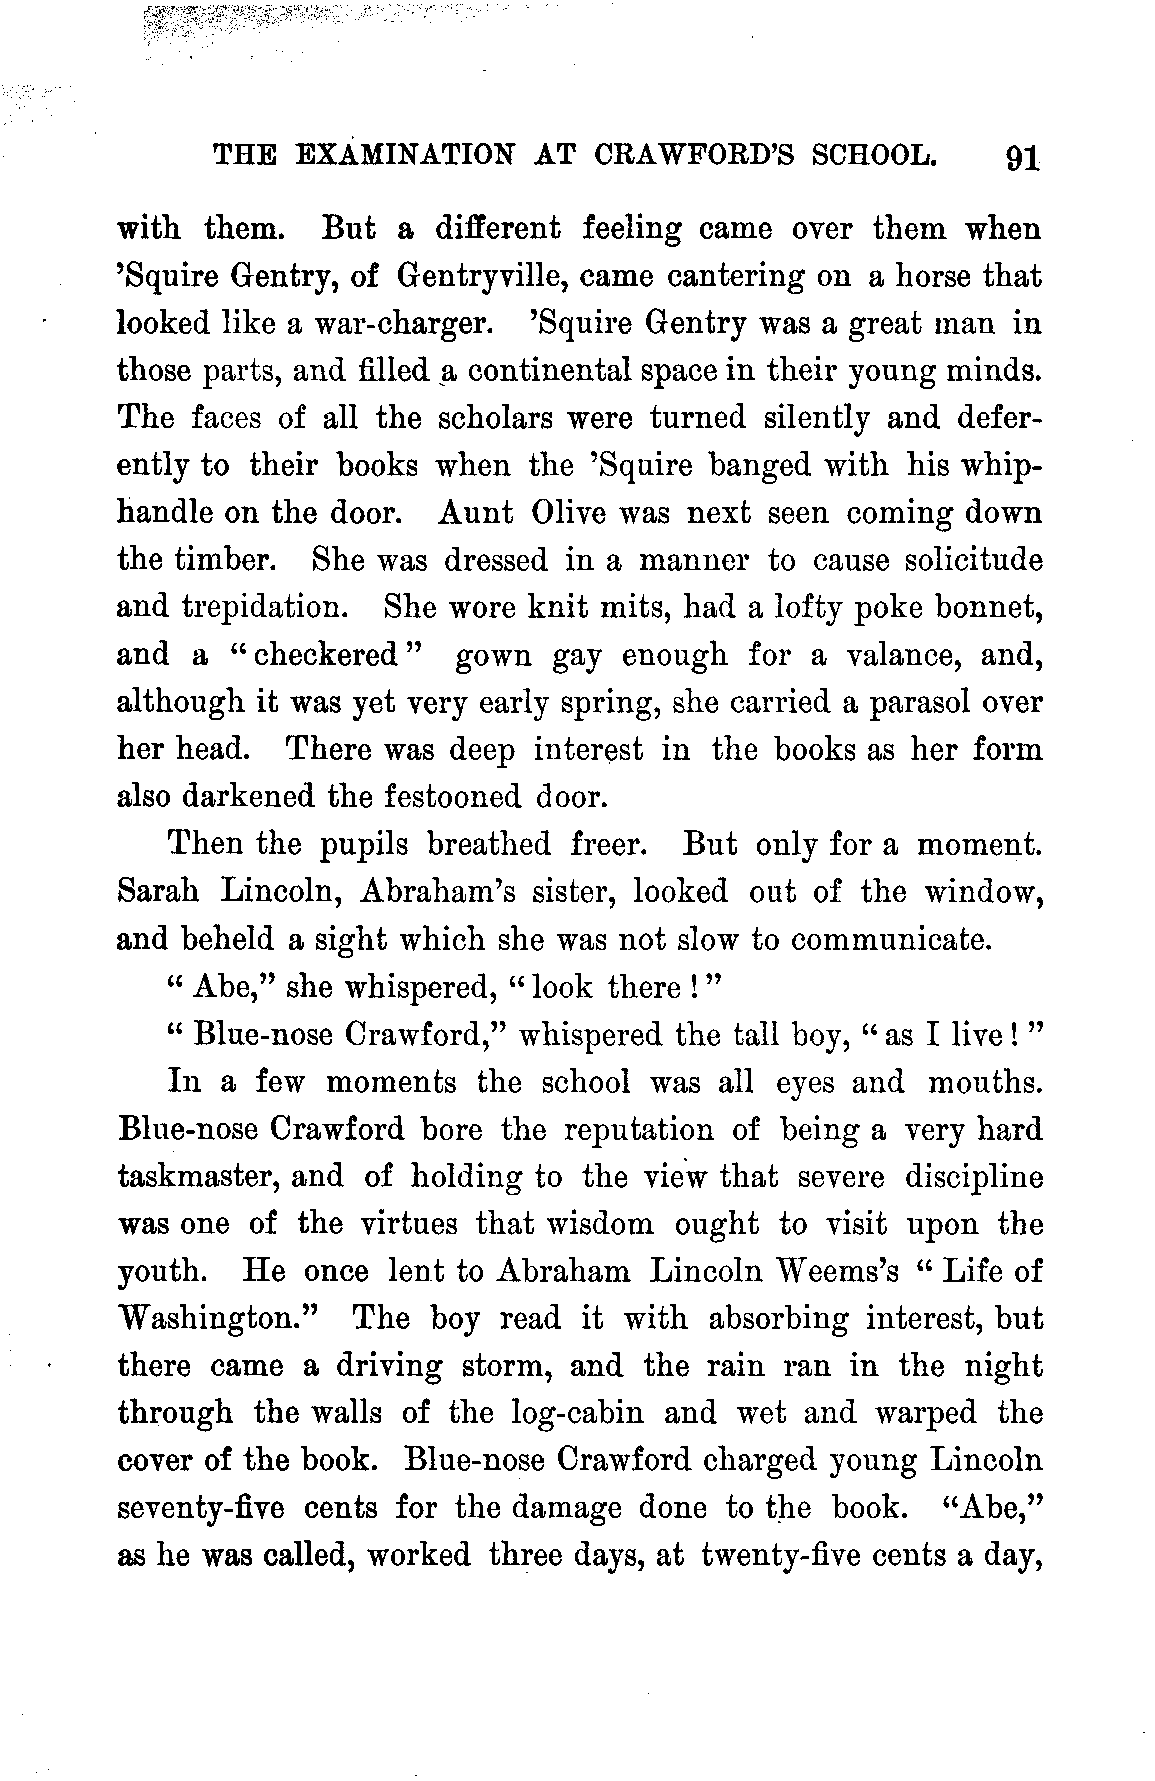 THE EXAMINATION AT CRAWFORD'S SCHOOL. 91
with them. But a different feeling came over them when
'Squire Gentry, of Gentryville, came cantering on a horse that
looked like a war-charger. 'Squire Gentry was a great man in
those parts, and filled a continental space in their young minds.
The faces of all the scholars were turned silently and defer-
ently to their books when the 'Squire banged with his whip-
handle on the door. Aunt Olive was next seen coming down
the timber. She was dressed in a manner to cause solicitude
and trepidation. She wore knit mits, had a lofty poke bonnet,
and a "checkered" gown gay enough for a valance, and,
although it was yet very early spring, she carried a parasol over
her head. There was deep interest in the books as her form
also darkened the festooned door.
Then the pupils breathed freer. But only for a moment.
Sarah Lincoln, Abraham's sister, looked out of the window,
and beheld a sight which she was not slow to communicate.
"Abe," she whispered, "look there!"
"Blue-nose Crawford," whispered the tall boy, "as I live!"
In a few moments the school was all eyes and mouths.
Blue-nose Crawford bore the reputation of being a very hard
taskmaster, and of holding to the view that severe discipline
was one of the virtues that wisdom ought to visit upon the
youth. He once lent to Abraham Lincoln Weems's "Life of
Washington." The boy read it with absorbing interest, but
there came a driving storm, and the rain ran in the night
through the walls of the log-cabin and wet and warped the
cover of the book. Blue-nose Crawford charged young Lincoln
seventy-five cents for the damage done to the book. "Abe,"
as he was called, worked three days, at twenty-five cents a day,